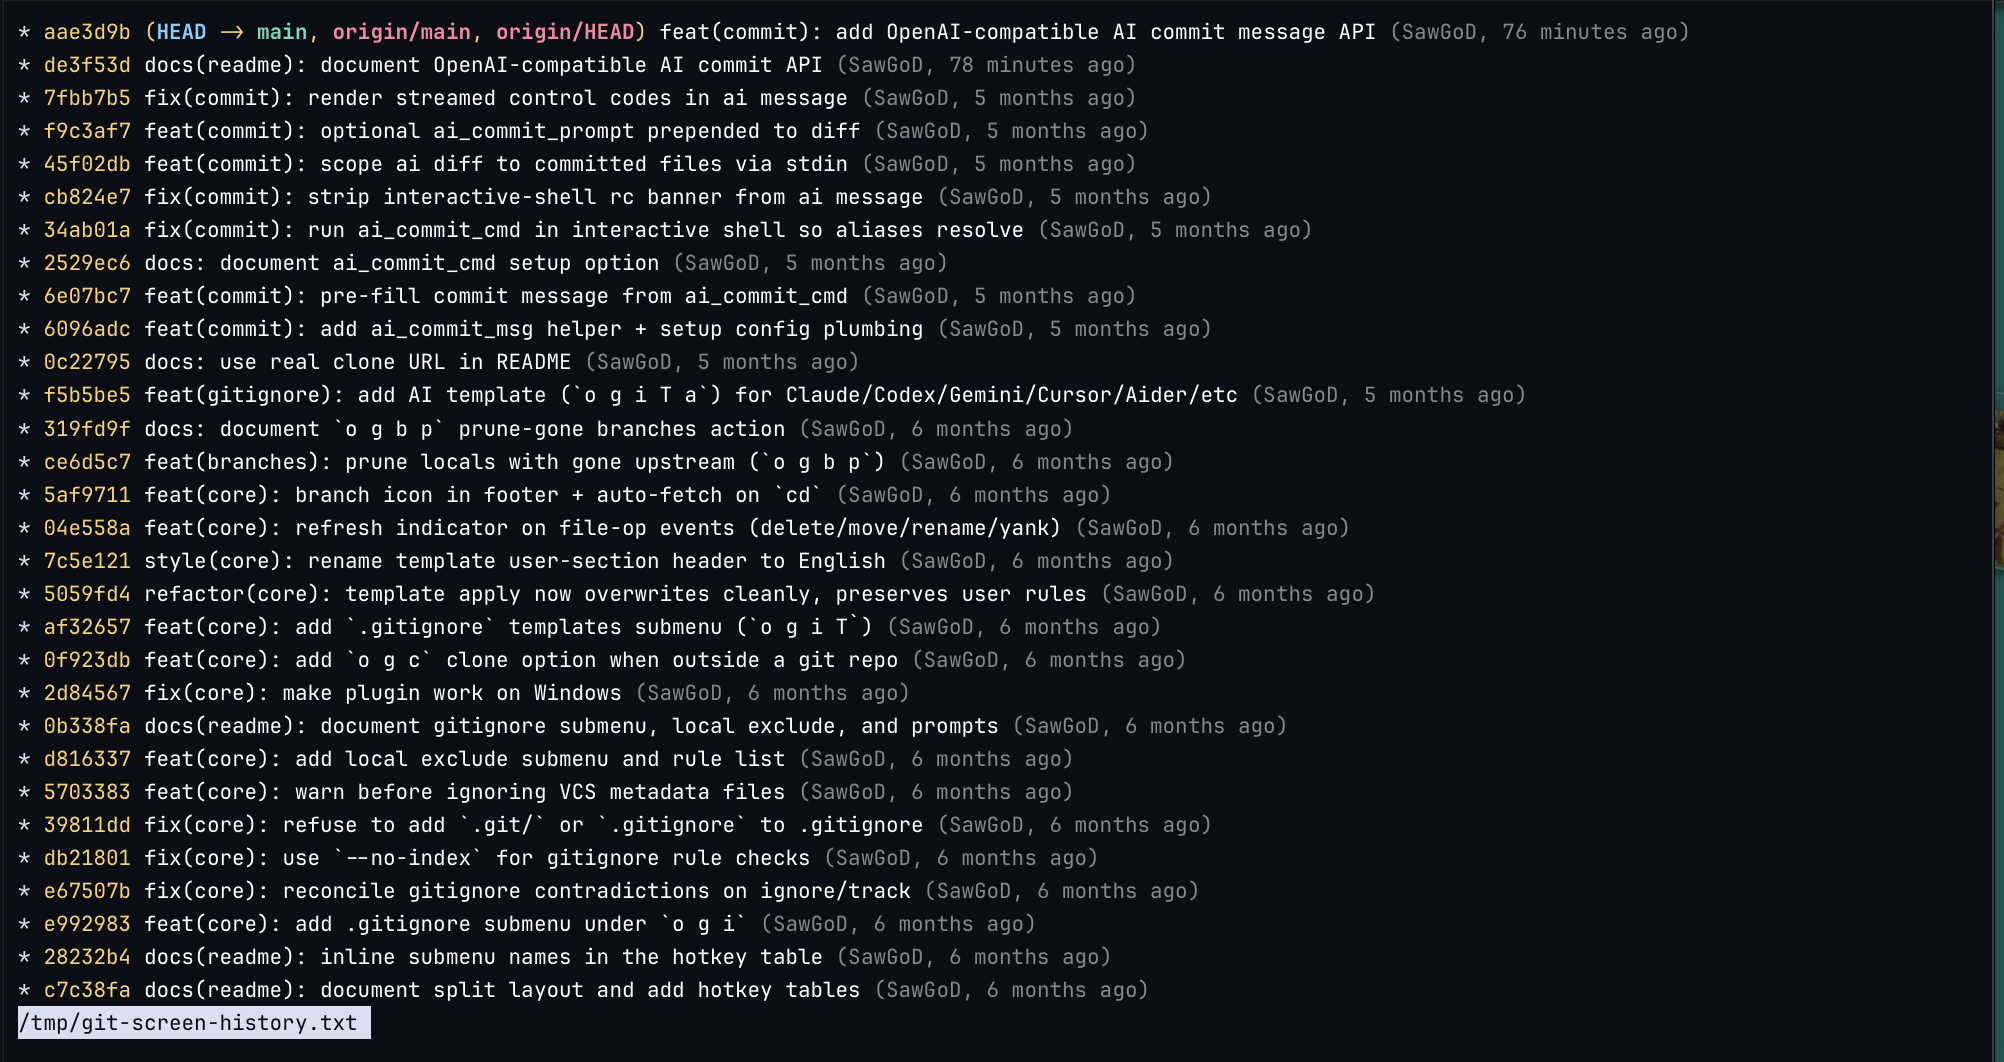 * aae3d9b (HEAD -> main, origin/main, origin/HEAD) feat(commit): add OpenAI-compatible AI commit message API (SawGoD, 76 minutes ago)
* de3f53d docs(readme): document OpenAI-compatible AI commit API (SawGoD, 78 minutes ago)
* 7fbb7b5 fix(commit): render streamed control codes in ai message (SawGoD, 5 months ago)
* f9c3af7 feat(commit): optional ai_commit_prompt prepended to diff (SawGoD, 5 months ago)
* 45f02db feat(commit): scope ai diff to committed files via stdin (SawGoD, 5 months ago)
* cb824e7 fix(commit): strip interactive-shell rc banner from ai message (SawGoD, 5 months ago)
* 34ab01a fix(commit): run ai_commit_cmd in interactive shell so aliases resolve (SawGoD, 5 months ago)
* 2529ec6 docs: document ai_commit_cmd setup option (SawGoD, 5 months ago)
* 6e07bc7 feat(commit): pre-fill commit message from ai_commit_cmd (SawGoD, 5 months ago)
* 6096adc feat(commit): add ai_commit_msg helper + setup config plumbing (SawGoD, 5 months ago)
* 0c22795 docs: use real clone URL in README (SawGoD, 5 months ago)
* f5b5be5 feat(gitignore): add AI template (`o g i T a`) for Claude/Codex/Gemini/Cursor/Aider/etc (SawGoD, 5 months ago)
* 319fd9f docs: document `o g b p` prune-gone branches action (SawGoD, 6 months ago)
* ce6d5c7 feat(branches): prune locals with gone upstream (`o g b p`) (SawGoD, 6 months ago)
* 5af9711 feat(core): branch icon in footer + auto-fetch on `cd` (SawGoD, 6 months ago)
* 04e558a feat(core): refresh indicator on file-op events (delete/move/rename/yank) (SawGoD, 6 months ago)
* 7c5e121 style(core): rename template user-section header to English (SawGoD, 6 months ago)
* 5059fd4 refactor(core): template apply now overwrites cleanly, preserves user rules (SawGoD, 6 months ago)
* af32657 feat(core): add `.gitignore` templates submenu (`o g i T`) (SawGoD, 6 months ago)
* 0f923db feat(core): add `o g c` clone option when outside a git repo (SawGoD, 6 months ago)
* 2d84567 fix(core): make plugin work on Windows (SawGoD, 6 months ago)
* 0b338fa docs(readme): document gitignore submenu, local exclude, and prompts (SawGoD, 6 months ago)
* d816337 feat(core): add local exclude submenu and rule list (SawGoD, 6 months ago)
* 5703383 feat(core): warn before ignoring VCS metadata files (SawGoD, 6 months ago)
* 39811dd fix(core): refuse to add `.git/` or `.gitignore` to .gitignore (SawGoD, 6 months ago)
* db21801 fix(core): use `--no-index` for gitignore rule checks (SawGoD, 6 months ago)
* e67507b fix(core): reconcile gitignore contradictions on ignore/track (SawGoD, 6 months ago)
* e992983 feat(core): add .gitignore submenu under `o g i` (SawGoD, 6 months ago)
* 28232b4 docs(readme): inline submenu names in the hotkey table (SawGoD, 6 months ago)
* c7c38fa docs(readme): document split layout and add hotkey tables (SawGoD, 6 months ago)
/tmp/git-screen-history.txt